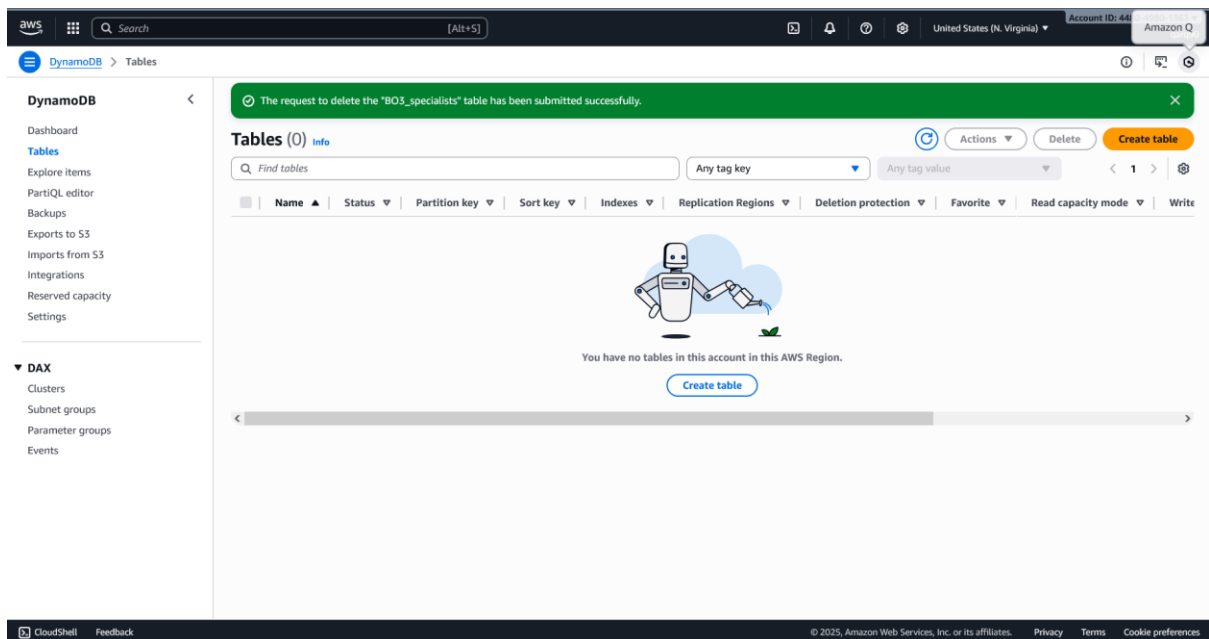 aws
Search [Alt+S]
United States (N. Virginia)
Account ID: 44
Amazon Q
DynamoDB > Tables
DynamoDB
Dashboard
Tables
Explore items
PartiQL editor
Backups
Exports to S3
Imports from S3
Integrations
Reserved capacity
Settings
DAX
Clusters
Subnet groups
Parameter groups
Events
The request to delete the "BO3_specialists" table has been submitted successfully.
Tables (0) Info
Actions Delete Create table
Find tables Any tag key Any tag value 1
Name Status Partition key Sort key Indexes Replication Regions Deletion protection Favorite Read capacity mode Write
You have no tables in this account in this AWS Region.
Create table
CloudShell Feedback © 2025, Amazon Web Services, Inc. or its affiliates. Privacy Terms Cookie preferences